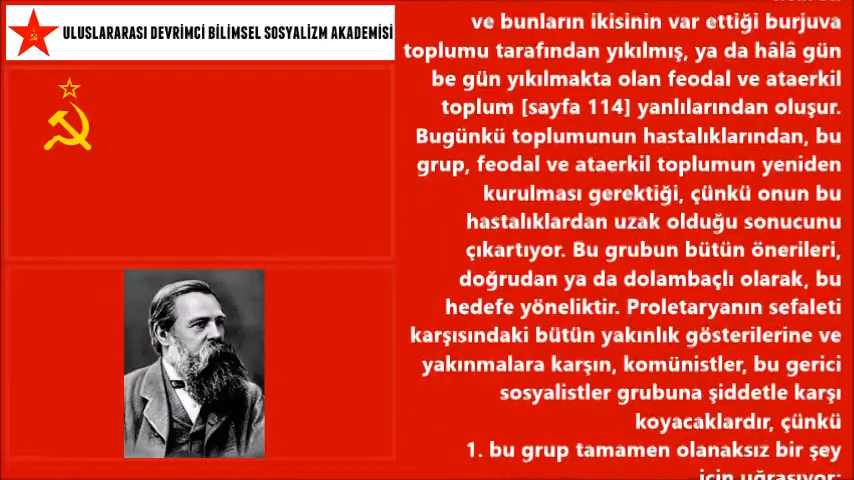 ULUSLARARASI DEVRİMCİ BİLİMSEL SOSYALİZM AKADEMİSİ
ve bunların ikisinin var ettiği burjuva
toplumu tarafından yıkılmış, ya da hâlâ gün
be gün yıkılmakta olan feodal ve ataerkil
toplum [sayfa 114] yanlılarından oluşur.
Bugünkü toplumunun hastalıklarından, bu
grup, feodal ve ataerkil toplumun yeniden
kurulması gerektiği, çünkü onun bu
hastalıklardan uzak olduğu sonucunu
çıkartıyor. Bu grubun bütün önerileri,
doğrudan ya da dolambaçlı olarak, bu
hedefe yöneliktir. Proletaryanın sefaleti
karşısındaki bütün yakınlık gösterilerine ve
yakınmalara karşın, komünistler, bu gerici
sosyalistler grubuna şiddetle karşı
koyacaklardır, çünkü
1. bu grup tamamen olanaksız bir şey
için uğraşıyor;